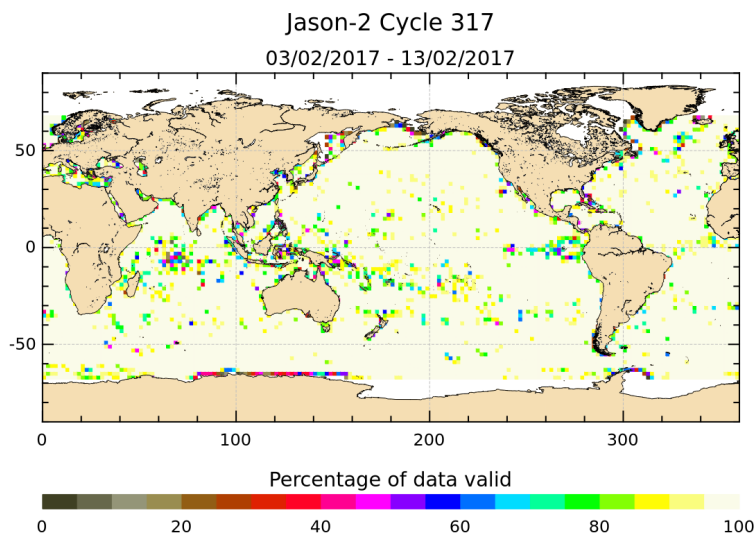 Jason-2 Cycle 317
03/02/2017 - 13/02/2017
50
0
-50
0 100 200 300
Percentage of data valid
0 20 40 60 80 100